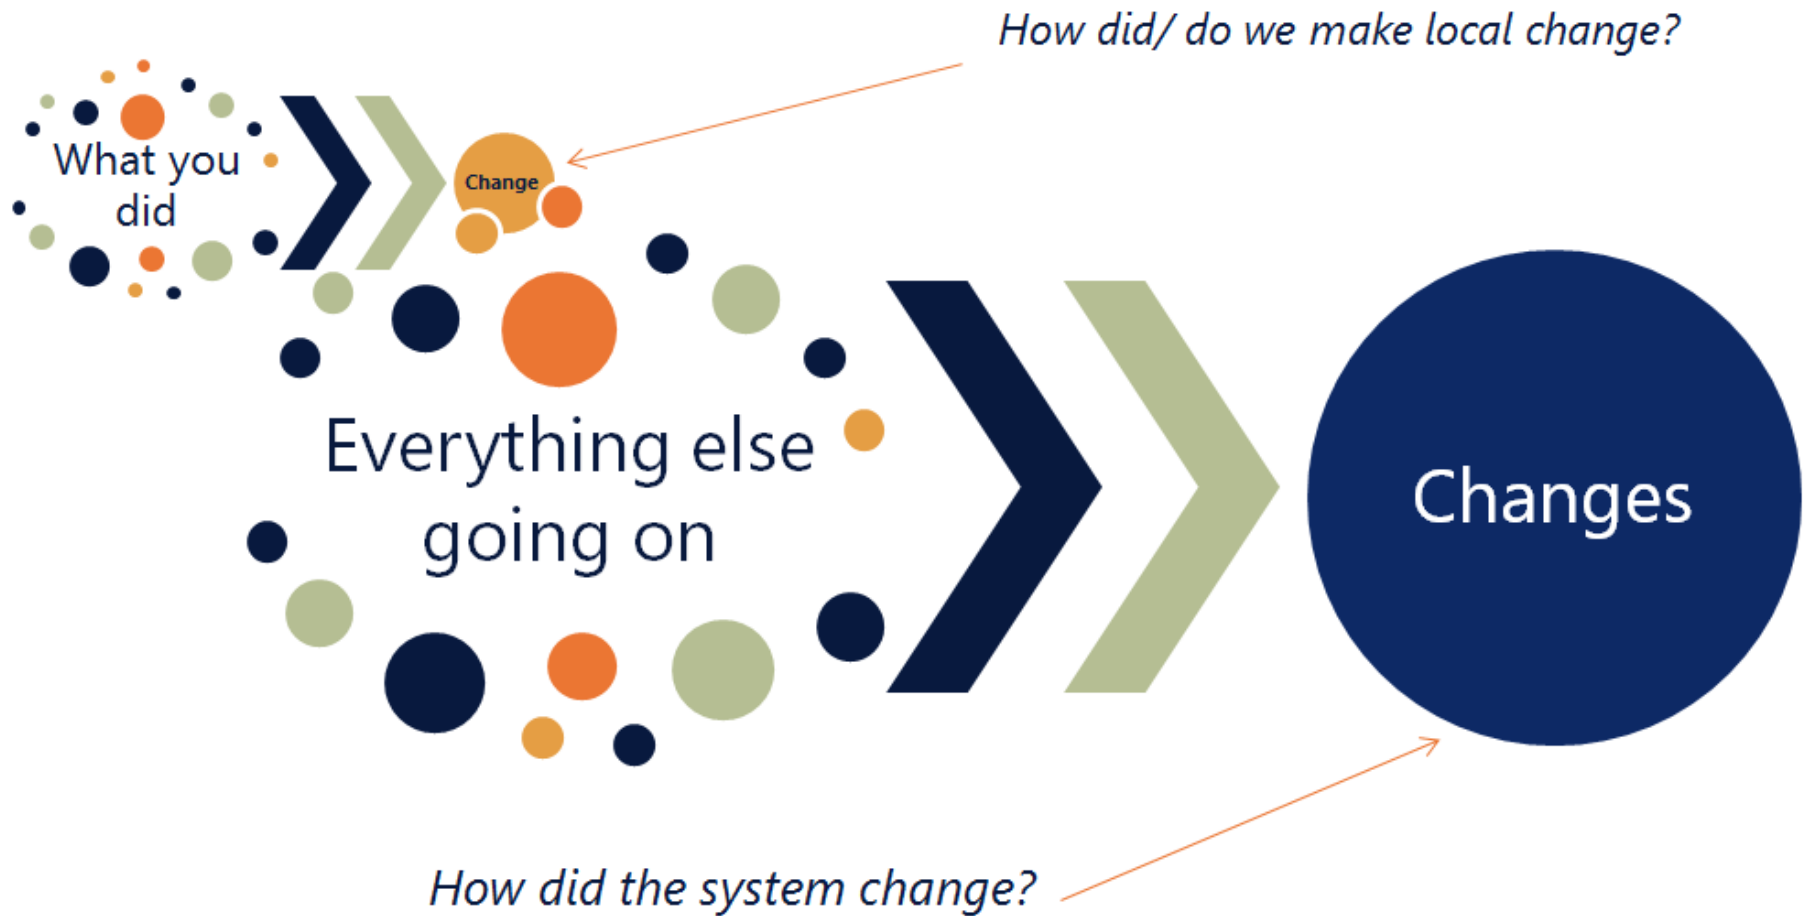 How did/ do we make local change?
What you
did
Change
Everything else
going on
Changes
How did the system change?